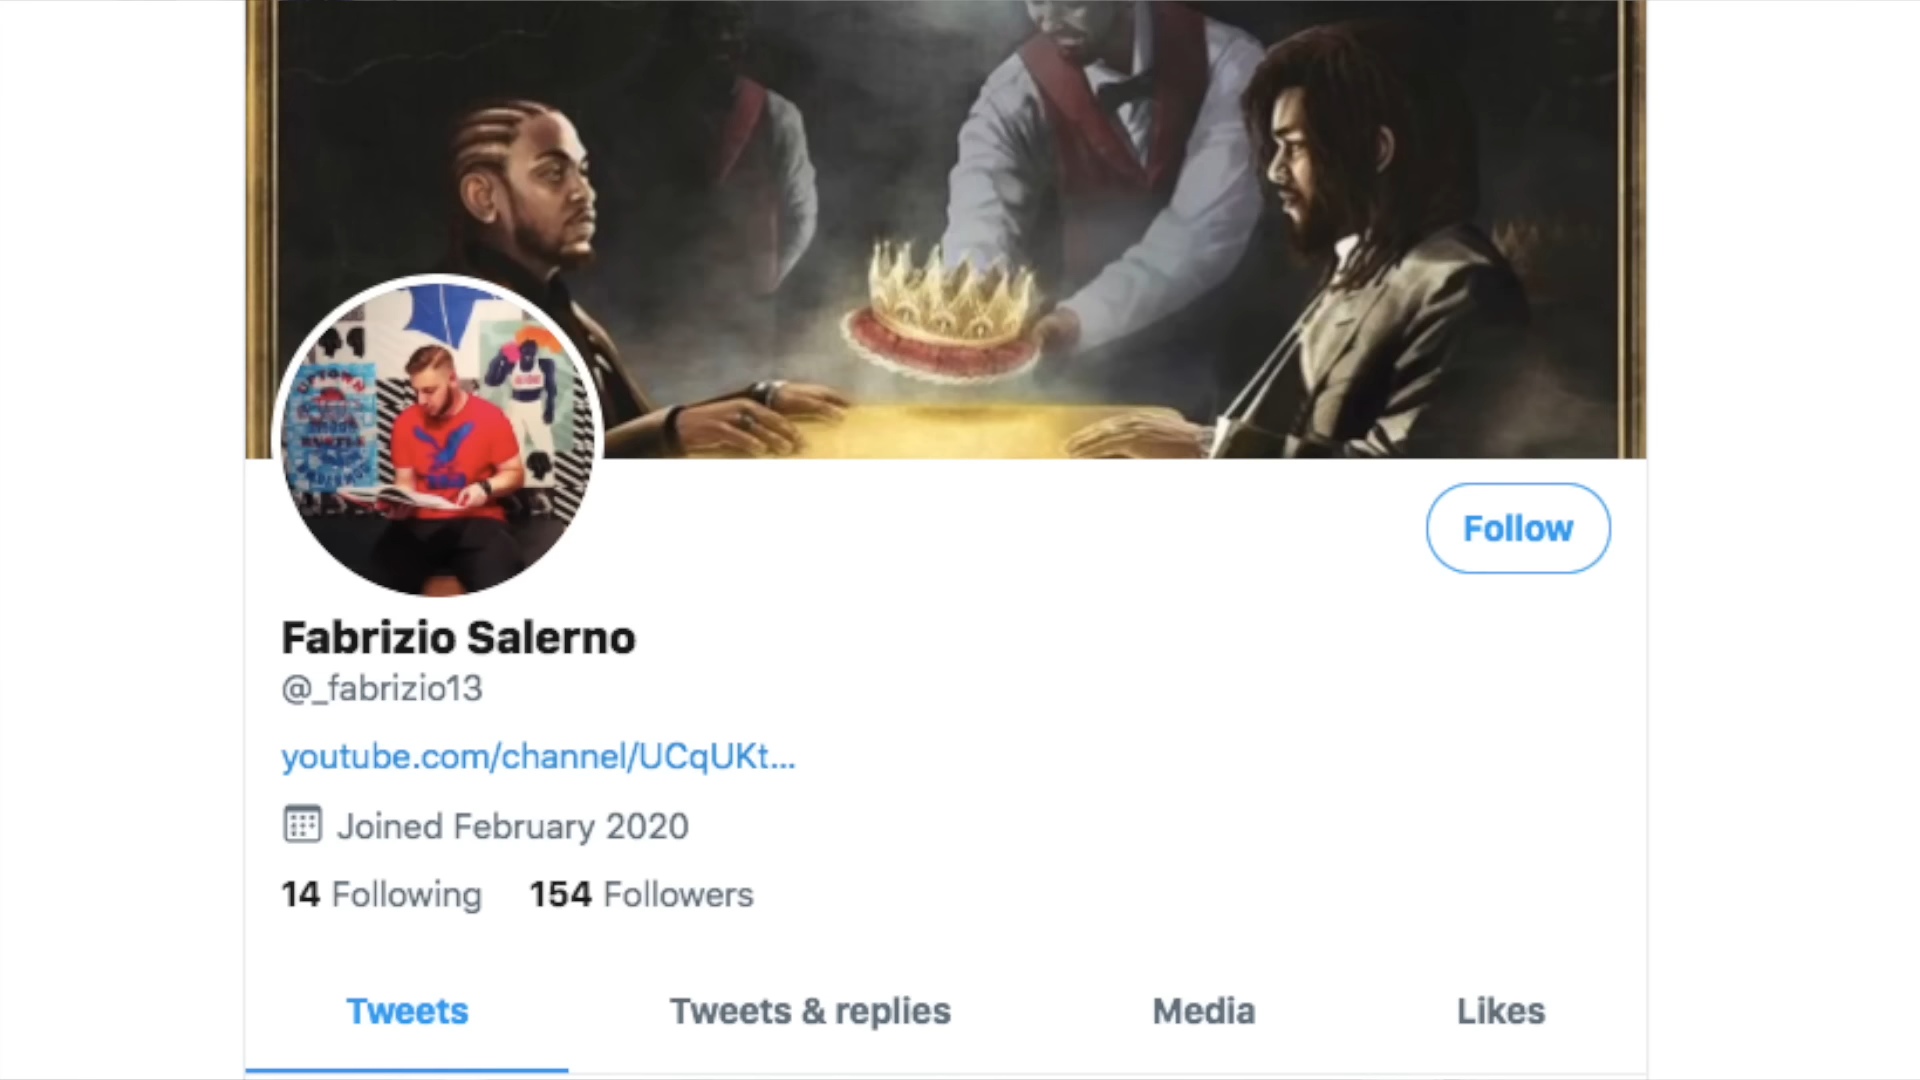 UPTOWN
Follow
Fabrizio Salerno
@_fabrizio13
youtube.com/channel/UCqUKt...
Joined February 2020
14 Following 154 Followers
Tweets Tweets & replies Media Likes